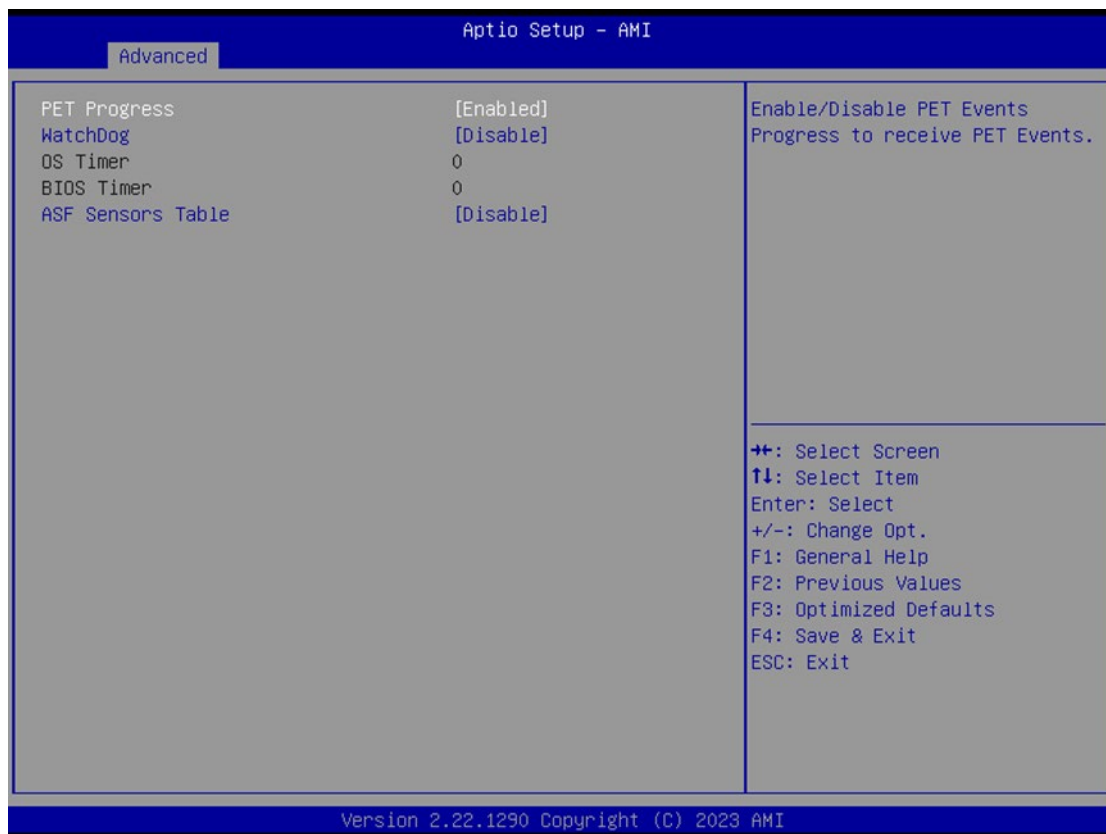 Aptio Setup - AMI
Advanced
PET Progress [Enabled]
WatchDog [Disable]
OS Timer 0
BIOS Timer 0
ASF Sensors Table [Disable]
Enable/Disable PET Events
Progress to receive PET Events.
→←: Select Screen
↑↓: Select Item
Enter: Select
+/-: Change Opt.
F1: General Help
F2: Previous Values
F3: Optimized Defaults
F4: Save & Exit
ESC: Exit
Version 2.22.1290 Copyright (C) 2023 AMI